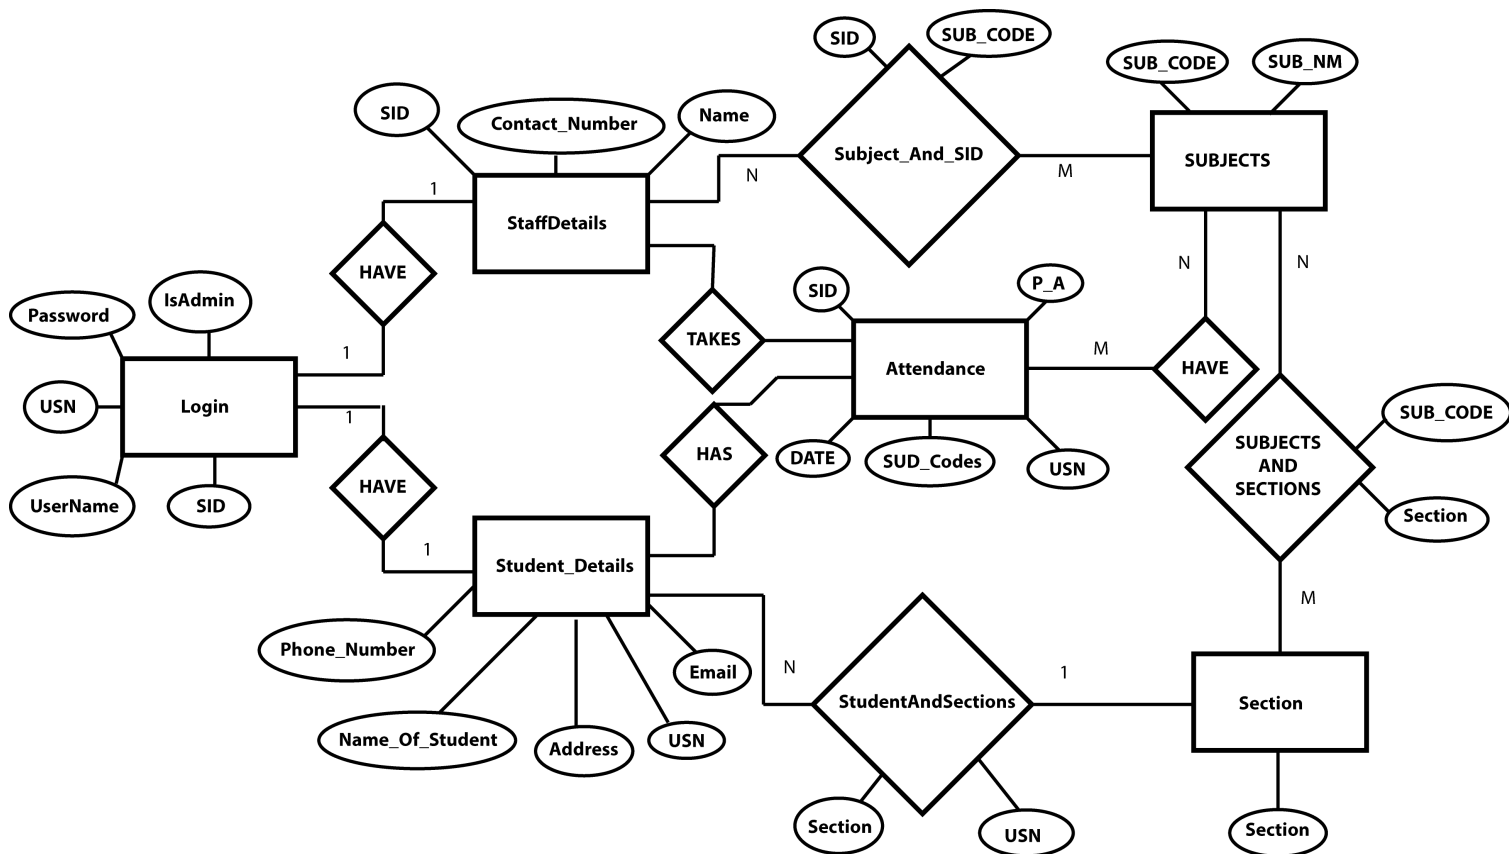 SID
SUB_CODE
SUB_CODE
SUB_NM
SID
Contact_Number
Name
Subject_And_SID
SUBJECTS
1
N
M
StaffDetails
HAVE
N
N
IsAdmin
SID
P_A
Password
TAKES
1
M
Attendance
HAVE
Login
USN
1
SUB_CODE
SUBJECTS
AND
SECTIONS
HAS
DATE
SUD_Codes
USN
HAVE
UserName
SID
Section
1
Student_Details
M
Phone_Number
Email
N
1
StudentAndSections
Section
Name_Of_Student
Address
USN
Section
USN
Section